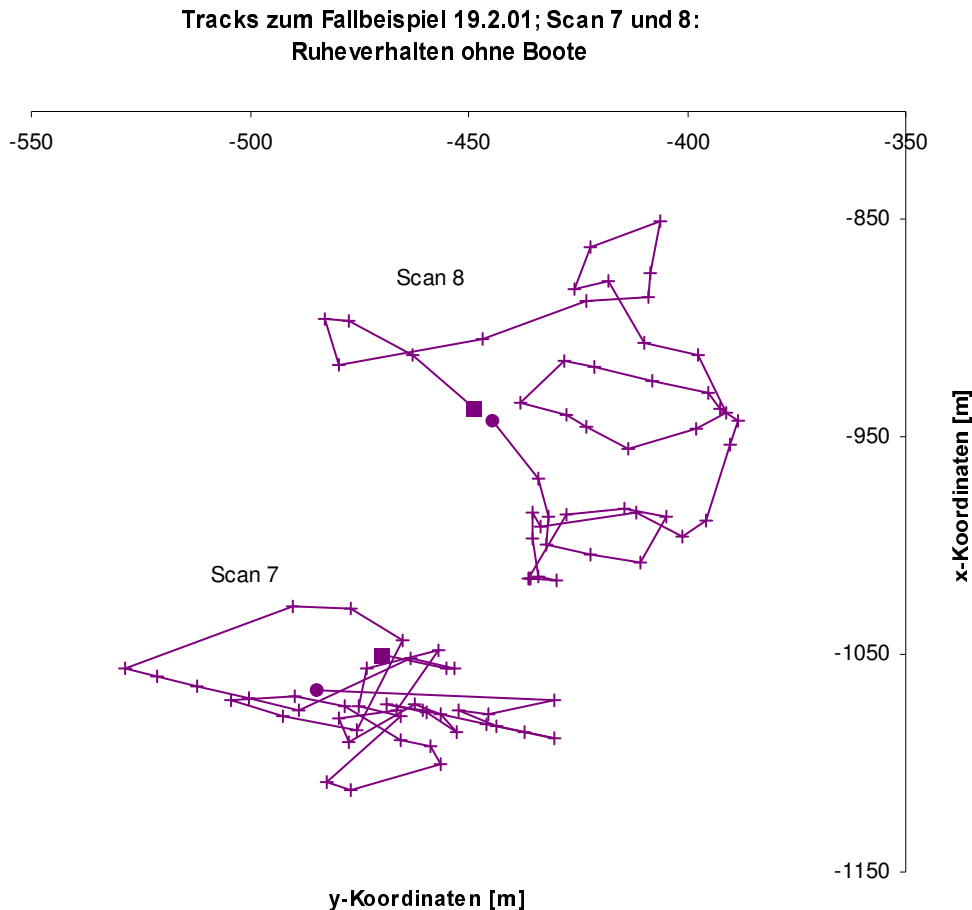 Tracks zum Fallbeispiel 19.2.01; Scan 7 und 8:
Ruheverhalten ohne Boote
-550 -500 -450 -400 -350
-850
Scan 8
-950
x-Koordinaten [m]
Scan 7
-1050
-1150
y-Koordinaten [m]